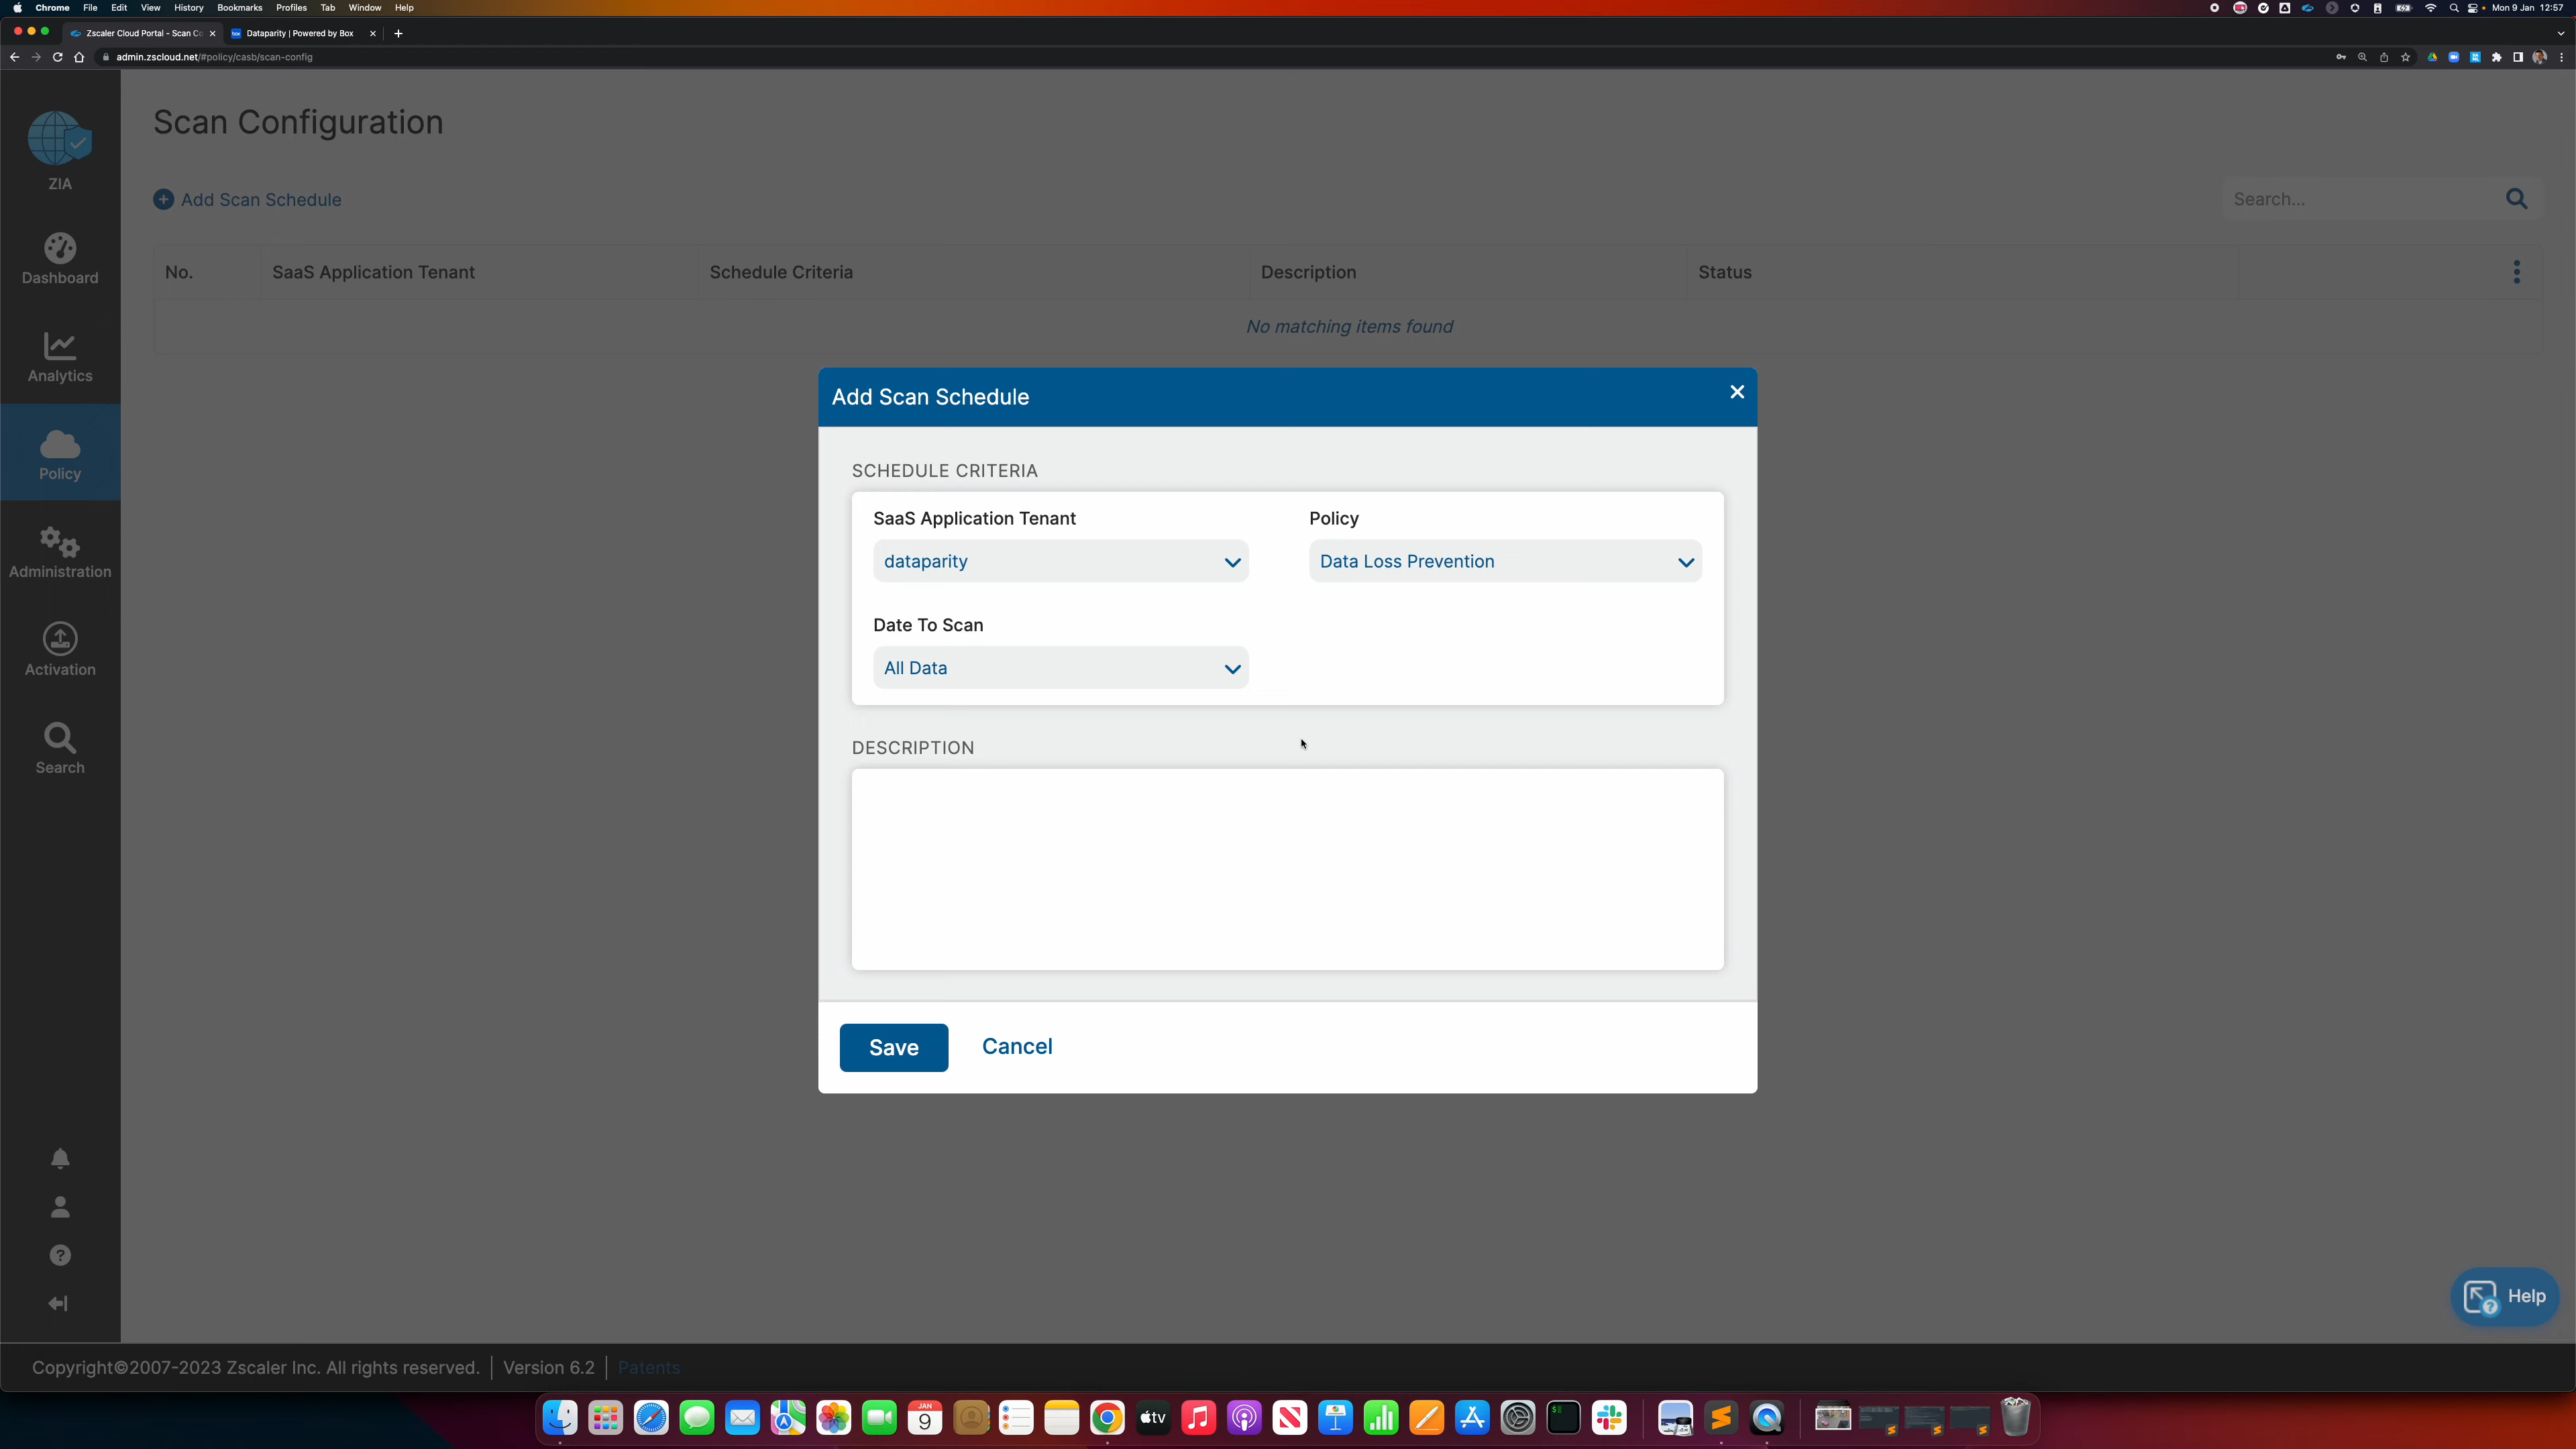 Chrome File Edit View History Bookmarks Profiles Tab Window Help
Mon 9 Jan 12:57
Zscaler Cloud Portal - Scan Co
box Dataparity | Powered by Box
admin.zscloud.net/#policy/casb/scan-config
ZIA
Dashboard
Analytics
Policy
Administration
Activation
Search
Scan Configuration
Add Scan Schedule
Search...
No. SaaS Application Tenant Schedule Criteria Description Status
No matching items found
Add Scan Schedule
SCHEDULE CRITERIA
SaaS Application Tenant Policy
dataparity Data Loss Prevention
Date To Scan
All Data
DESCRIPTION
Save Cancel
Help
Copyright©2007-2023 Zscaler Inc. All rights reserved. | Version 6.2 | Patents
JAN
9
tv